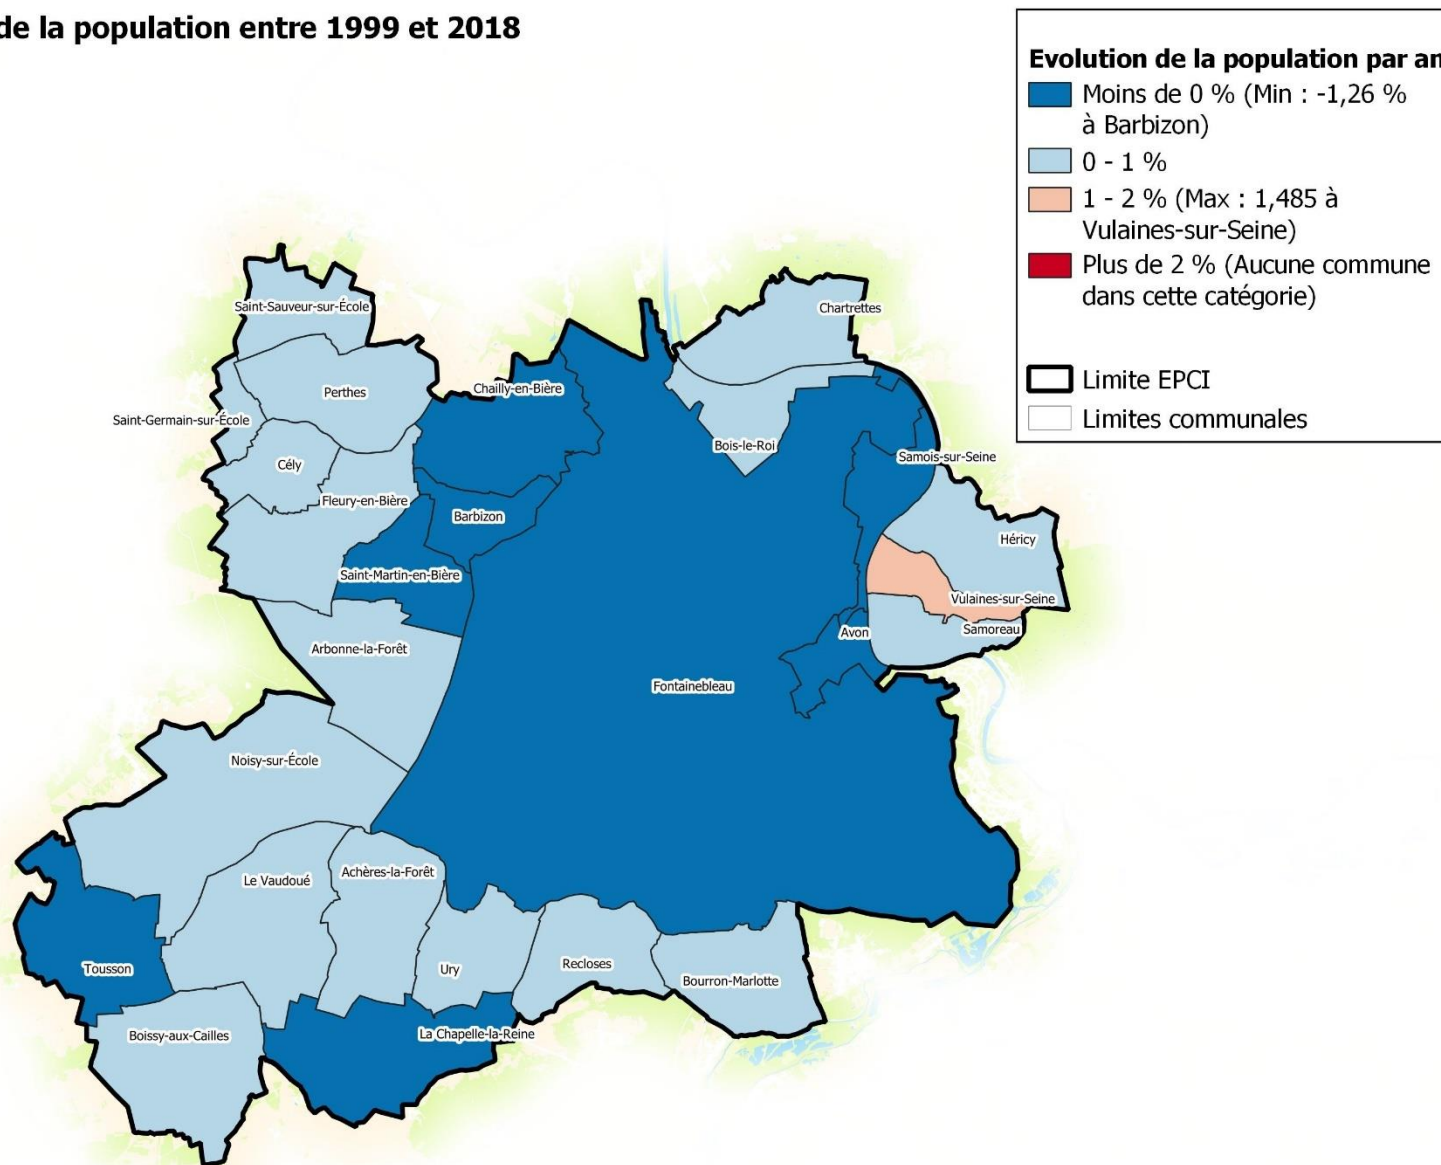 de la population entre 1999 et 2018
Evolution de la population par an
Moins de 0 % (Min : -1,26 %
à Barbizon)
0 - 1 %
1 - 2 % (Max : 1,485 à
Vulaines-sur-Seine)
Plus de 2 % (Aucune commune
dans cette catégorie)
Limite EPCI
Limites communales
Saint-Sauveur-sur-École
Chartrettes
Perthes
Chailly-en-Bière
Saint-Germain-sur-École
Bois-le-Roi
Samois-sur-Seine
Cély
Fleury-en-Bière
Barbizon
Héricy
Saint-Martin-en-Bière
Vulaines-sur-Seine
Samoreau
Avon
Arbonne-la-Forêt
Fontainebleau
Noisy-sur-École
Achères-la-Forêt
Le Vaudoué
Recloses
Tousson
Ury
Bourron-Marlotte
La Chapelle-la-Reine
Boissy-aux-Cailles